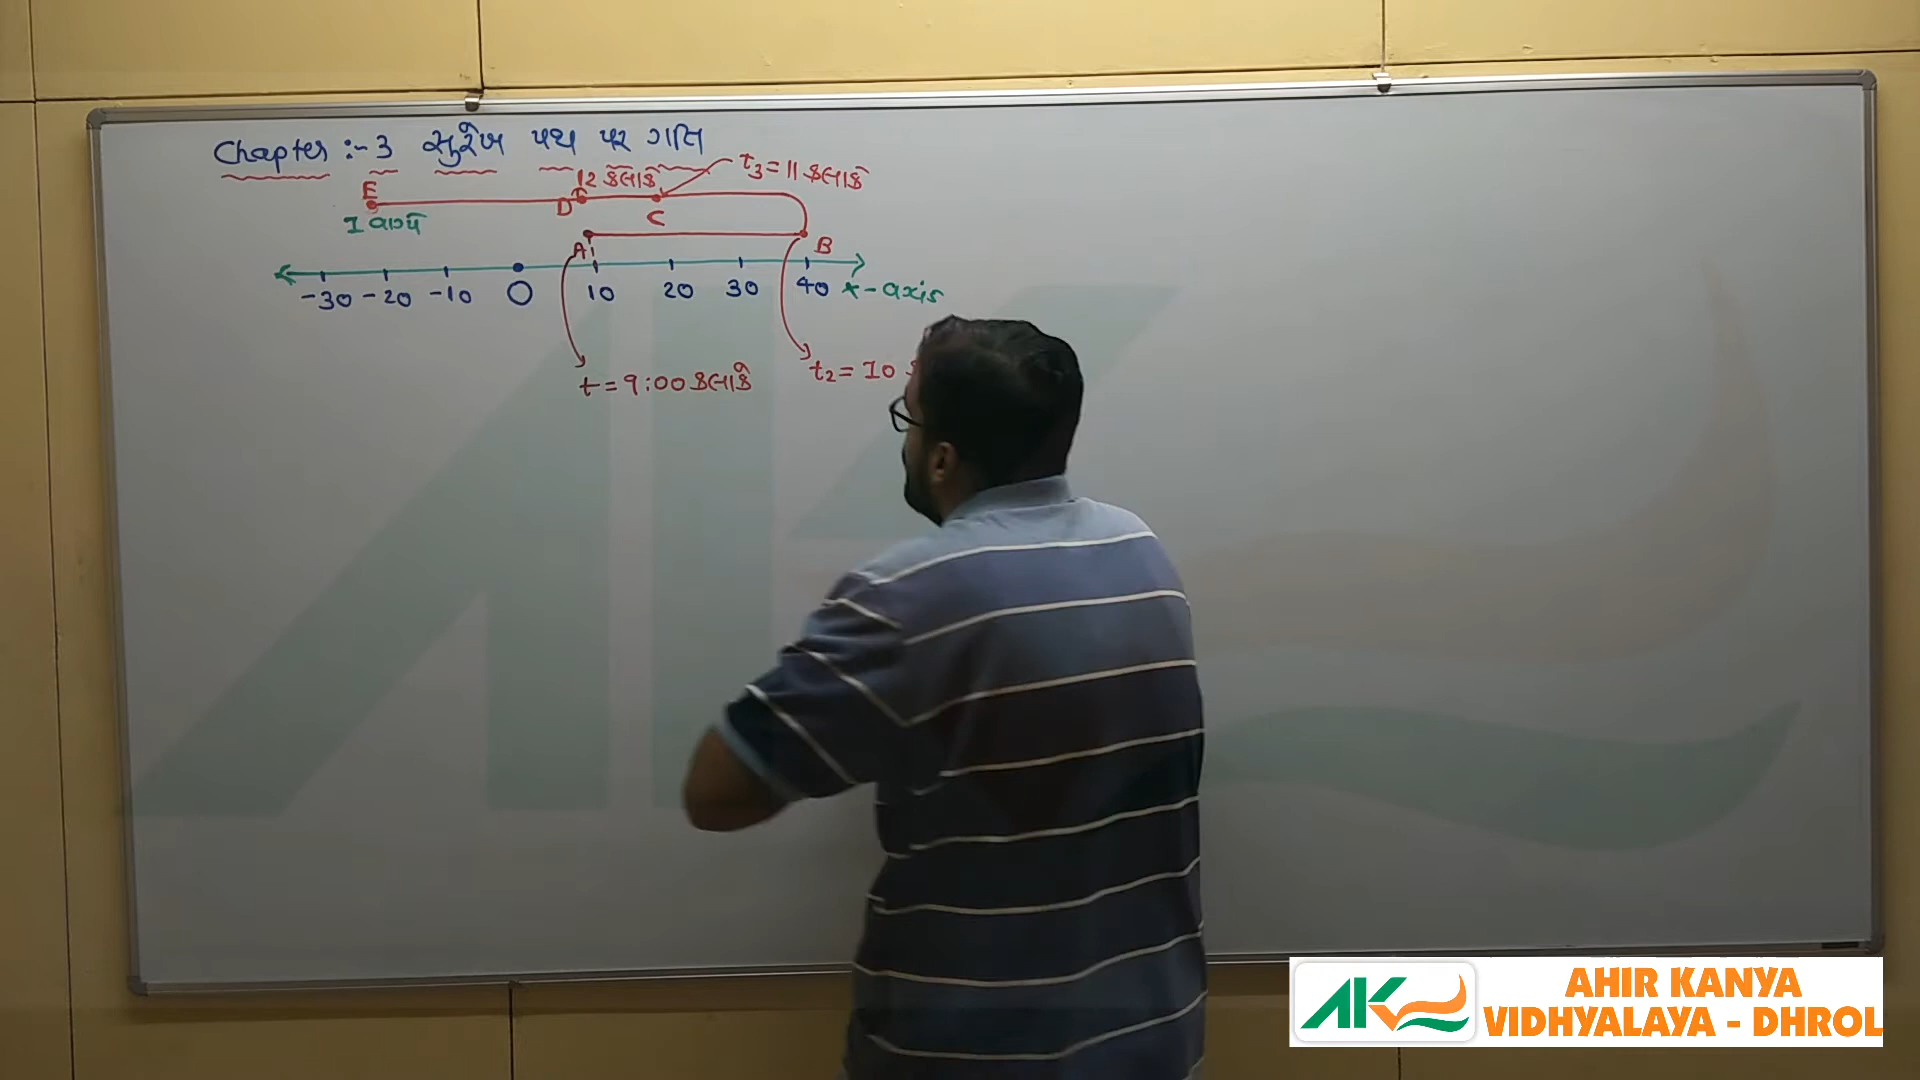 Chapter :- 3 સુરેખ પથ પર ગતિ
t₃ = 11 કલાકે
12 કલાકે
E D C
1 વાગ્યે
A B
-30 -20 -10 O 10 20 30 40 x-axis
t = 9:00 કલાકે
t₂ = 10
AHIR KANYA
VIDHYALAYA - DHROL